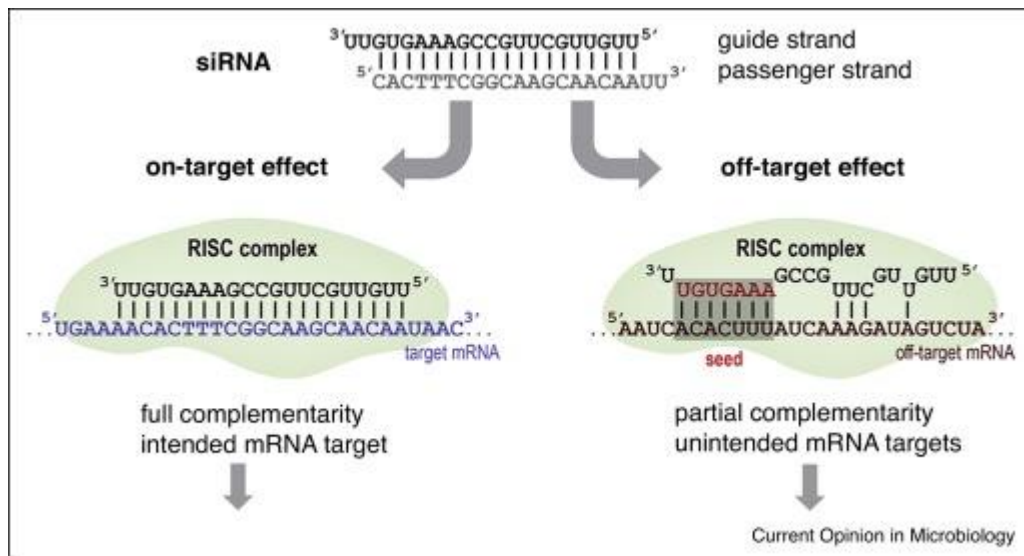 3′UUGUGAAAGCCGUUCGUUGUU5′
guide strand
siRNA
5′CACTTTCGGCAAGCAACAAUU3′
passenger strand
on-target effect
off-target effect
RISC complex
3′UUGUGAAAGCCGUUCGUUGUU5′
5′...UGAAAACACTTTCGGCAAGCAACAAUAAC...3′
target mRNA
full complementarity
intended mRNA target
RISC complex
3′U UGUGAAA GCCG UUC GU U GUU 5′
5′...AAUCACACUUUAUCAAAGAUAGUCUA...3′
seed
off-target mRNA
partial complementarity
unintended mRNA targets
Current Opinion in Microbiology